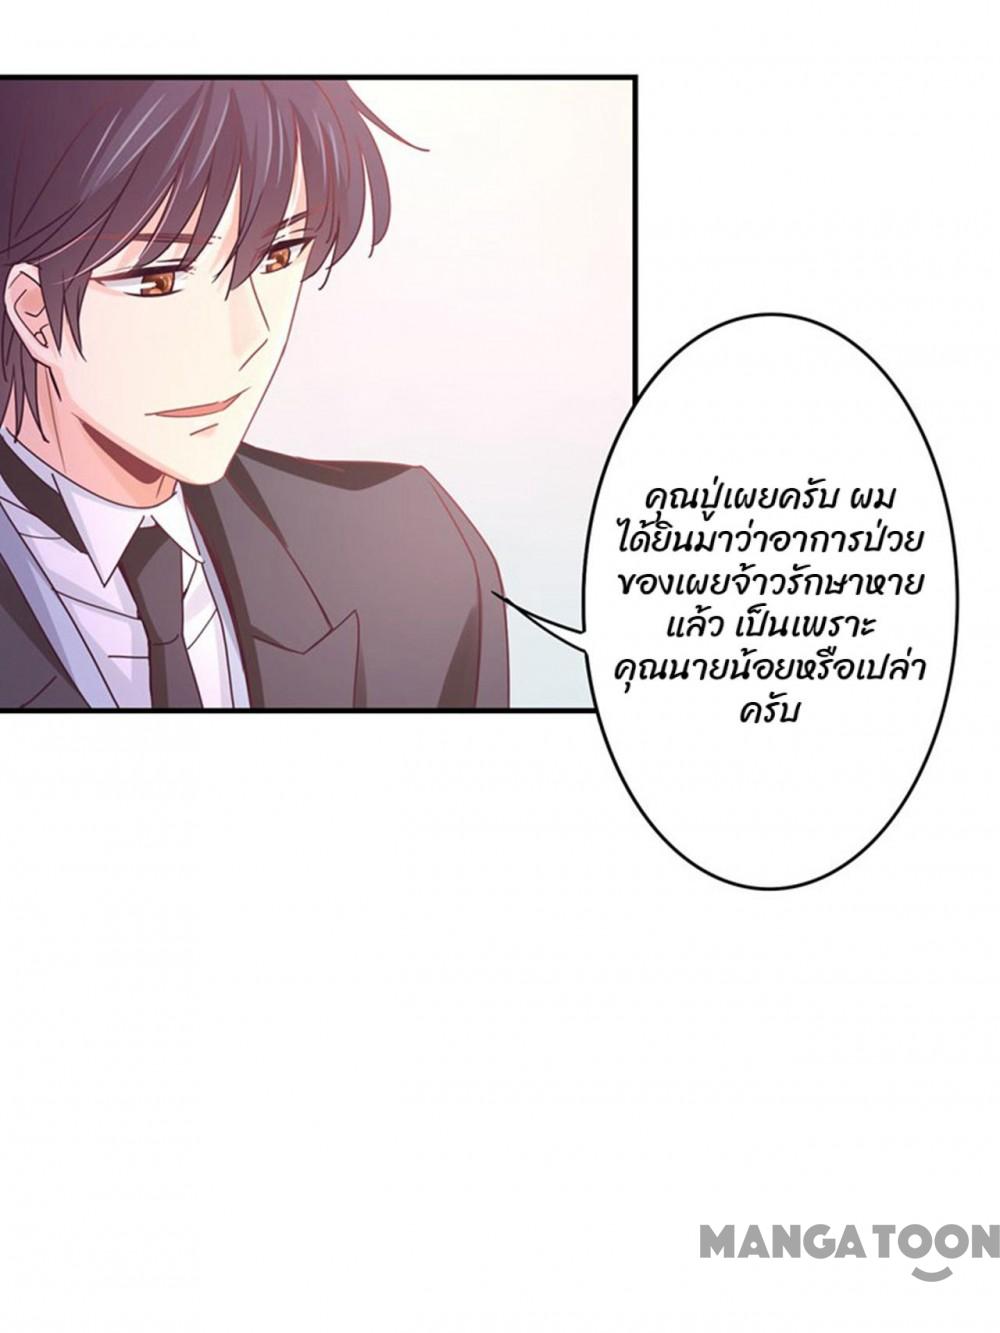 คุณปู่เผยครับ ผม
ได้ยินมาว่าอาการป่วย
ของเผยจ้าวรักษาหาย
แล้ว เป็นเพราะ
คุณนายน้อยหรือเปล่า
ครับ
MANGATOON